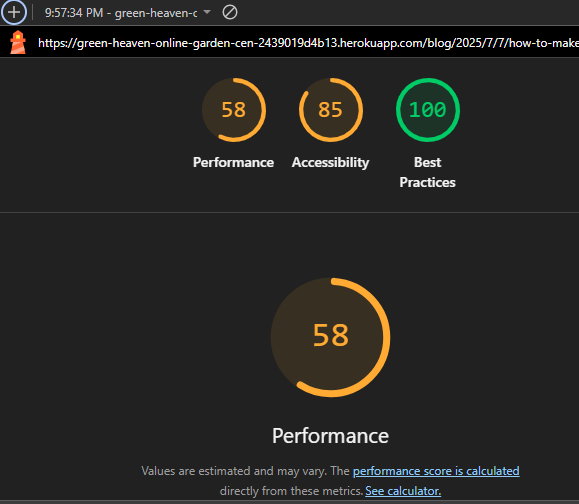 9:57:34 PM - green-heaven-c
https://green-heaven-online-garden-cen-2439019d4b13.herokuapp.com/blog/2025/7/7/how-to-make
58 85 100
Performance Accessibility Best
Practices
58
Performance
Values are estimated and may vary. The performance score is calculated
directly from these metrics. See calculator.